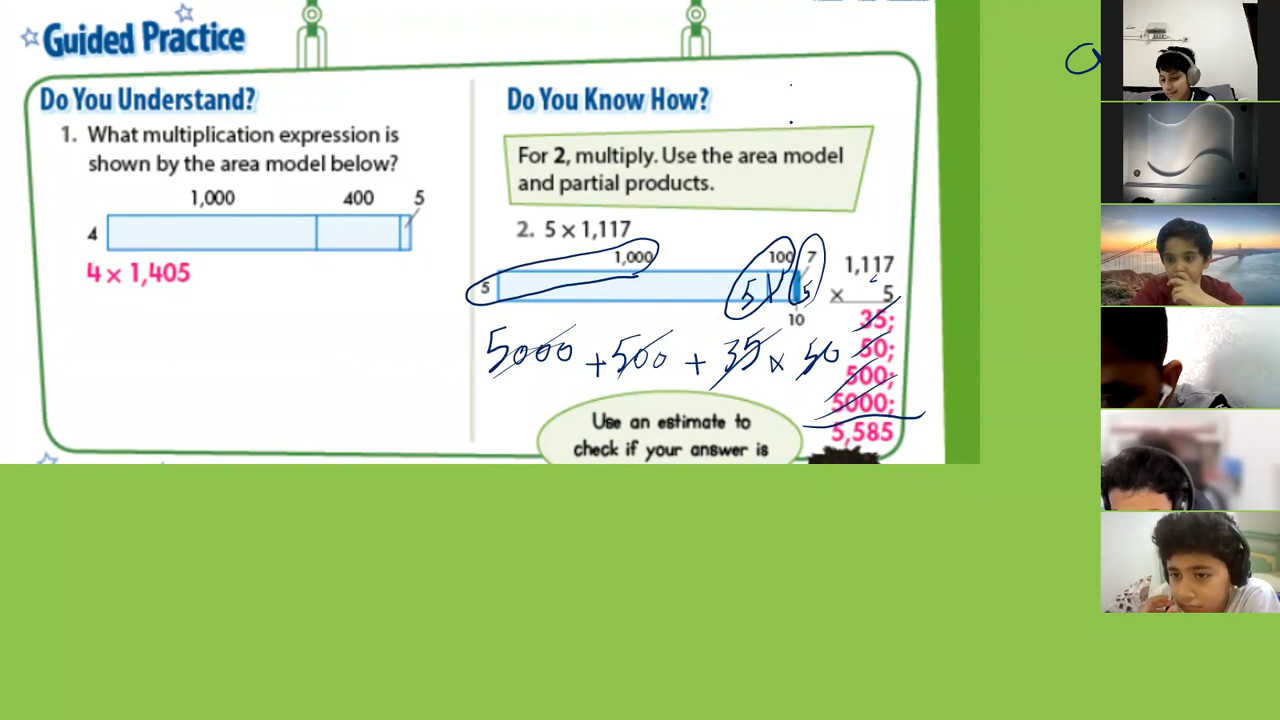 Guided Practice
Do You Understand?
1. What multiplication expression is
shown by the area model below?
1,000 400 5
4
4 × 1,405
Do You Know How?
For 2, multiply. Use the area model
and partial products.
2. 5 × 1,117
1,000 100 7
5
10
5000 + 500 + 35 × 50
1,117
× 5
35;
50;
500;
5000;
5,585
Use an estimate to
check if your answer is